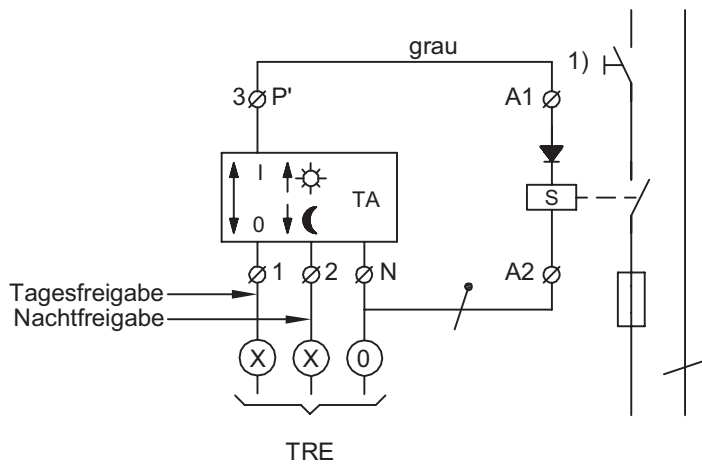 grau
1)
3 P'
A1
I
TA
0
S
1
2
N
A2
Tagesfreigabe
Nachtfreigabe
X
X
0
TRE